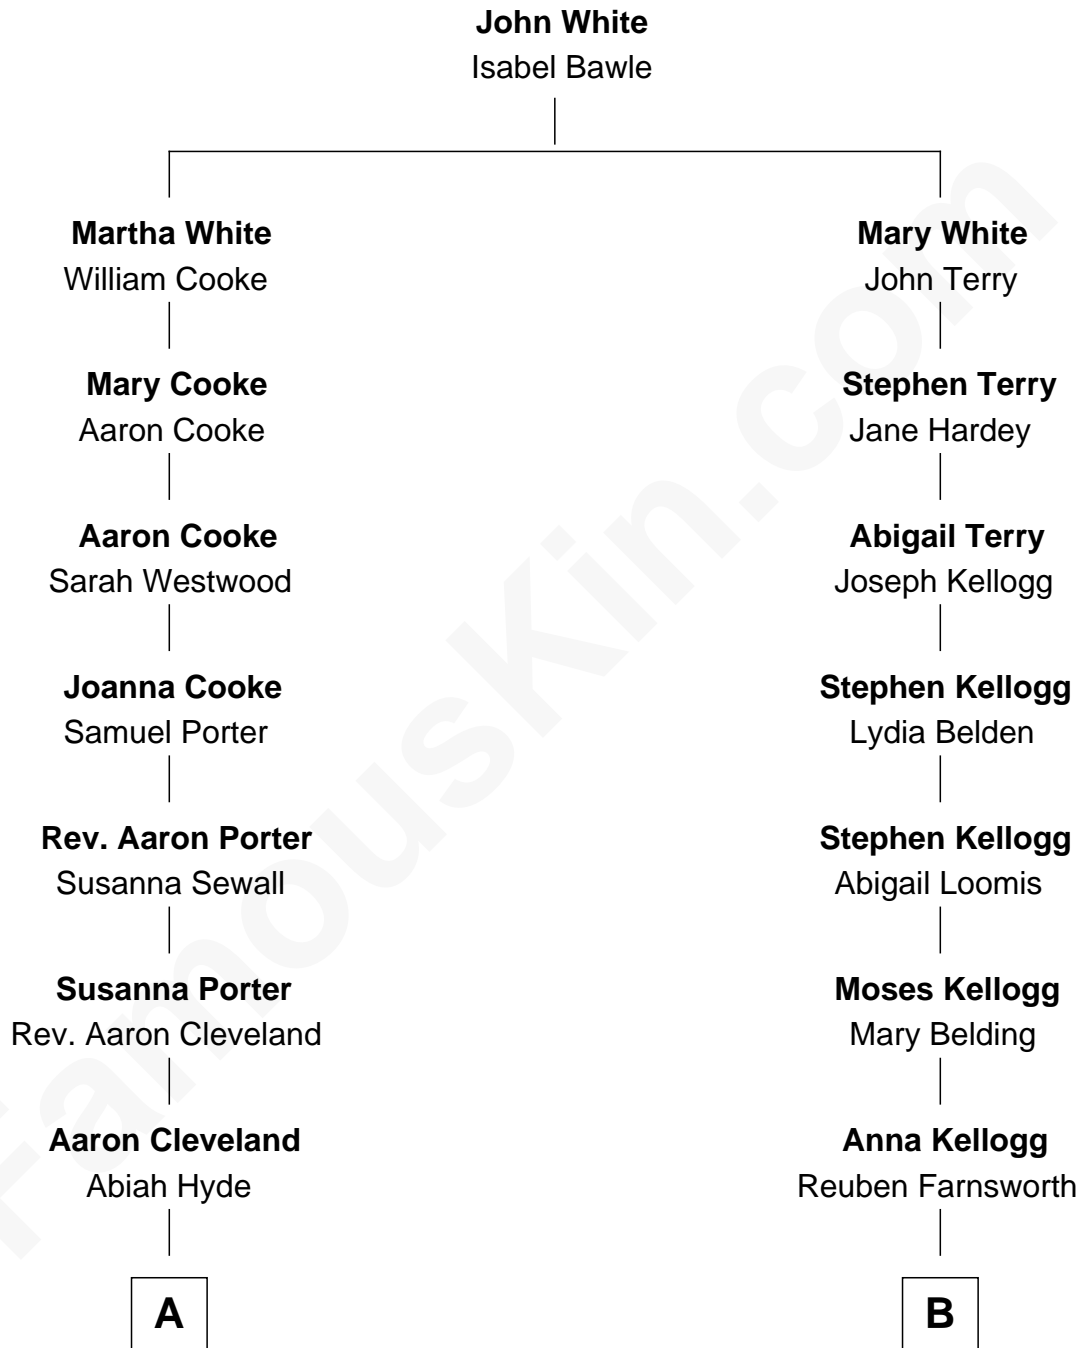 John White
Isabel Bawle
Martha White
William Cooke
Mary White
John Terry
Mary Cooke
Aaron Cooke
Stephen Terry
Jane Hardey
Aaron Cooke
Sarah Westwood
Abigail Terry
Joseph Kellogg
Joanna Cooke
Samuel Porter
Stephen Kellogg
Lydia Belden
Rev. Aaron Porter
Susanna Sewall
Stephen Kellogg
Abigail Loomis
Susanna Porter
Rev. Aaron Cleveland
Moses Kellogg
Mary Belding
Aaron Cleveland
Abiah Hyde
Anna Kellogg
Reuben Farnsworth
A
B
FamousKin.com